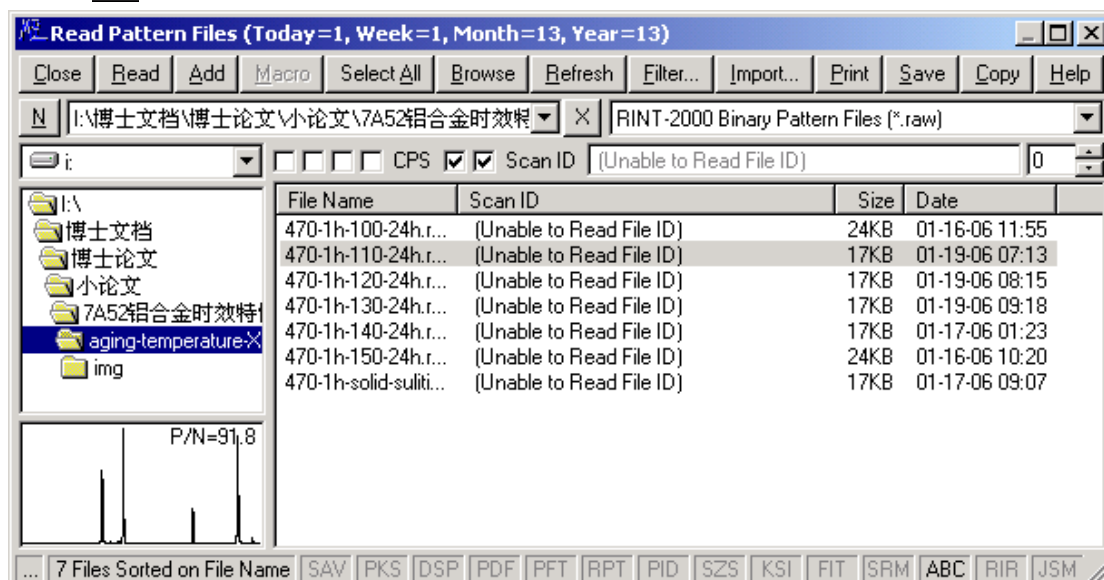 Read Pattern Files (Today=1, Week=1, Month=13, Year=13)
Close Read Add Macro Select All Browse Refresh Filter... Import... Print Save Copy Help
N I:\博士文档\博士论文\小论文\7A52铝合金时效特 X RINT-2000 Binary Pattern Files (*.raw)
i: CPS Scan ID (Unable to Read File ID) 0
I:\
博士文档
博士论文
小论文
7A52铝合金时效特
aging-temperature-X
img
File Name Scan ID Size Date
470-1h-100-24h.r... (Unable to Read File ID) 24KB 01-16-06 11:55
470-1h-110-24h.r... (Unable to Read File ID) 17KB 01-19-06 07:13
470-1h-120-24h.r... (Unable to Read File ID) 17KB 01-19-06 08:15
470-1h-130-24h.r... (Unable to Read File ID) 17KB 01-19-06 09:18
470-1h-140-24h.r... (Unable to Read File ID) 17KB 01-17-06 01:23
470-1h-150-24h.r... (Unable to Read File ID) 24KB 01-16-06 10:20
470-1h-solid-suliti... (Unable to Read File ID) 17KB 01-17-06 09:07
P/N=91.8
... 7 Files Sorted on File Name SAV PKS DSP PDF PFT RPT PID SZS KSI FIT SRM ABC RIR JSM